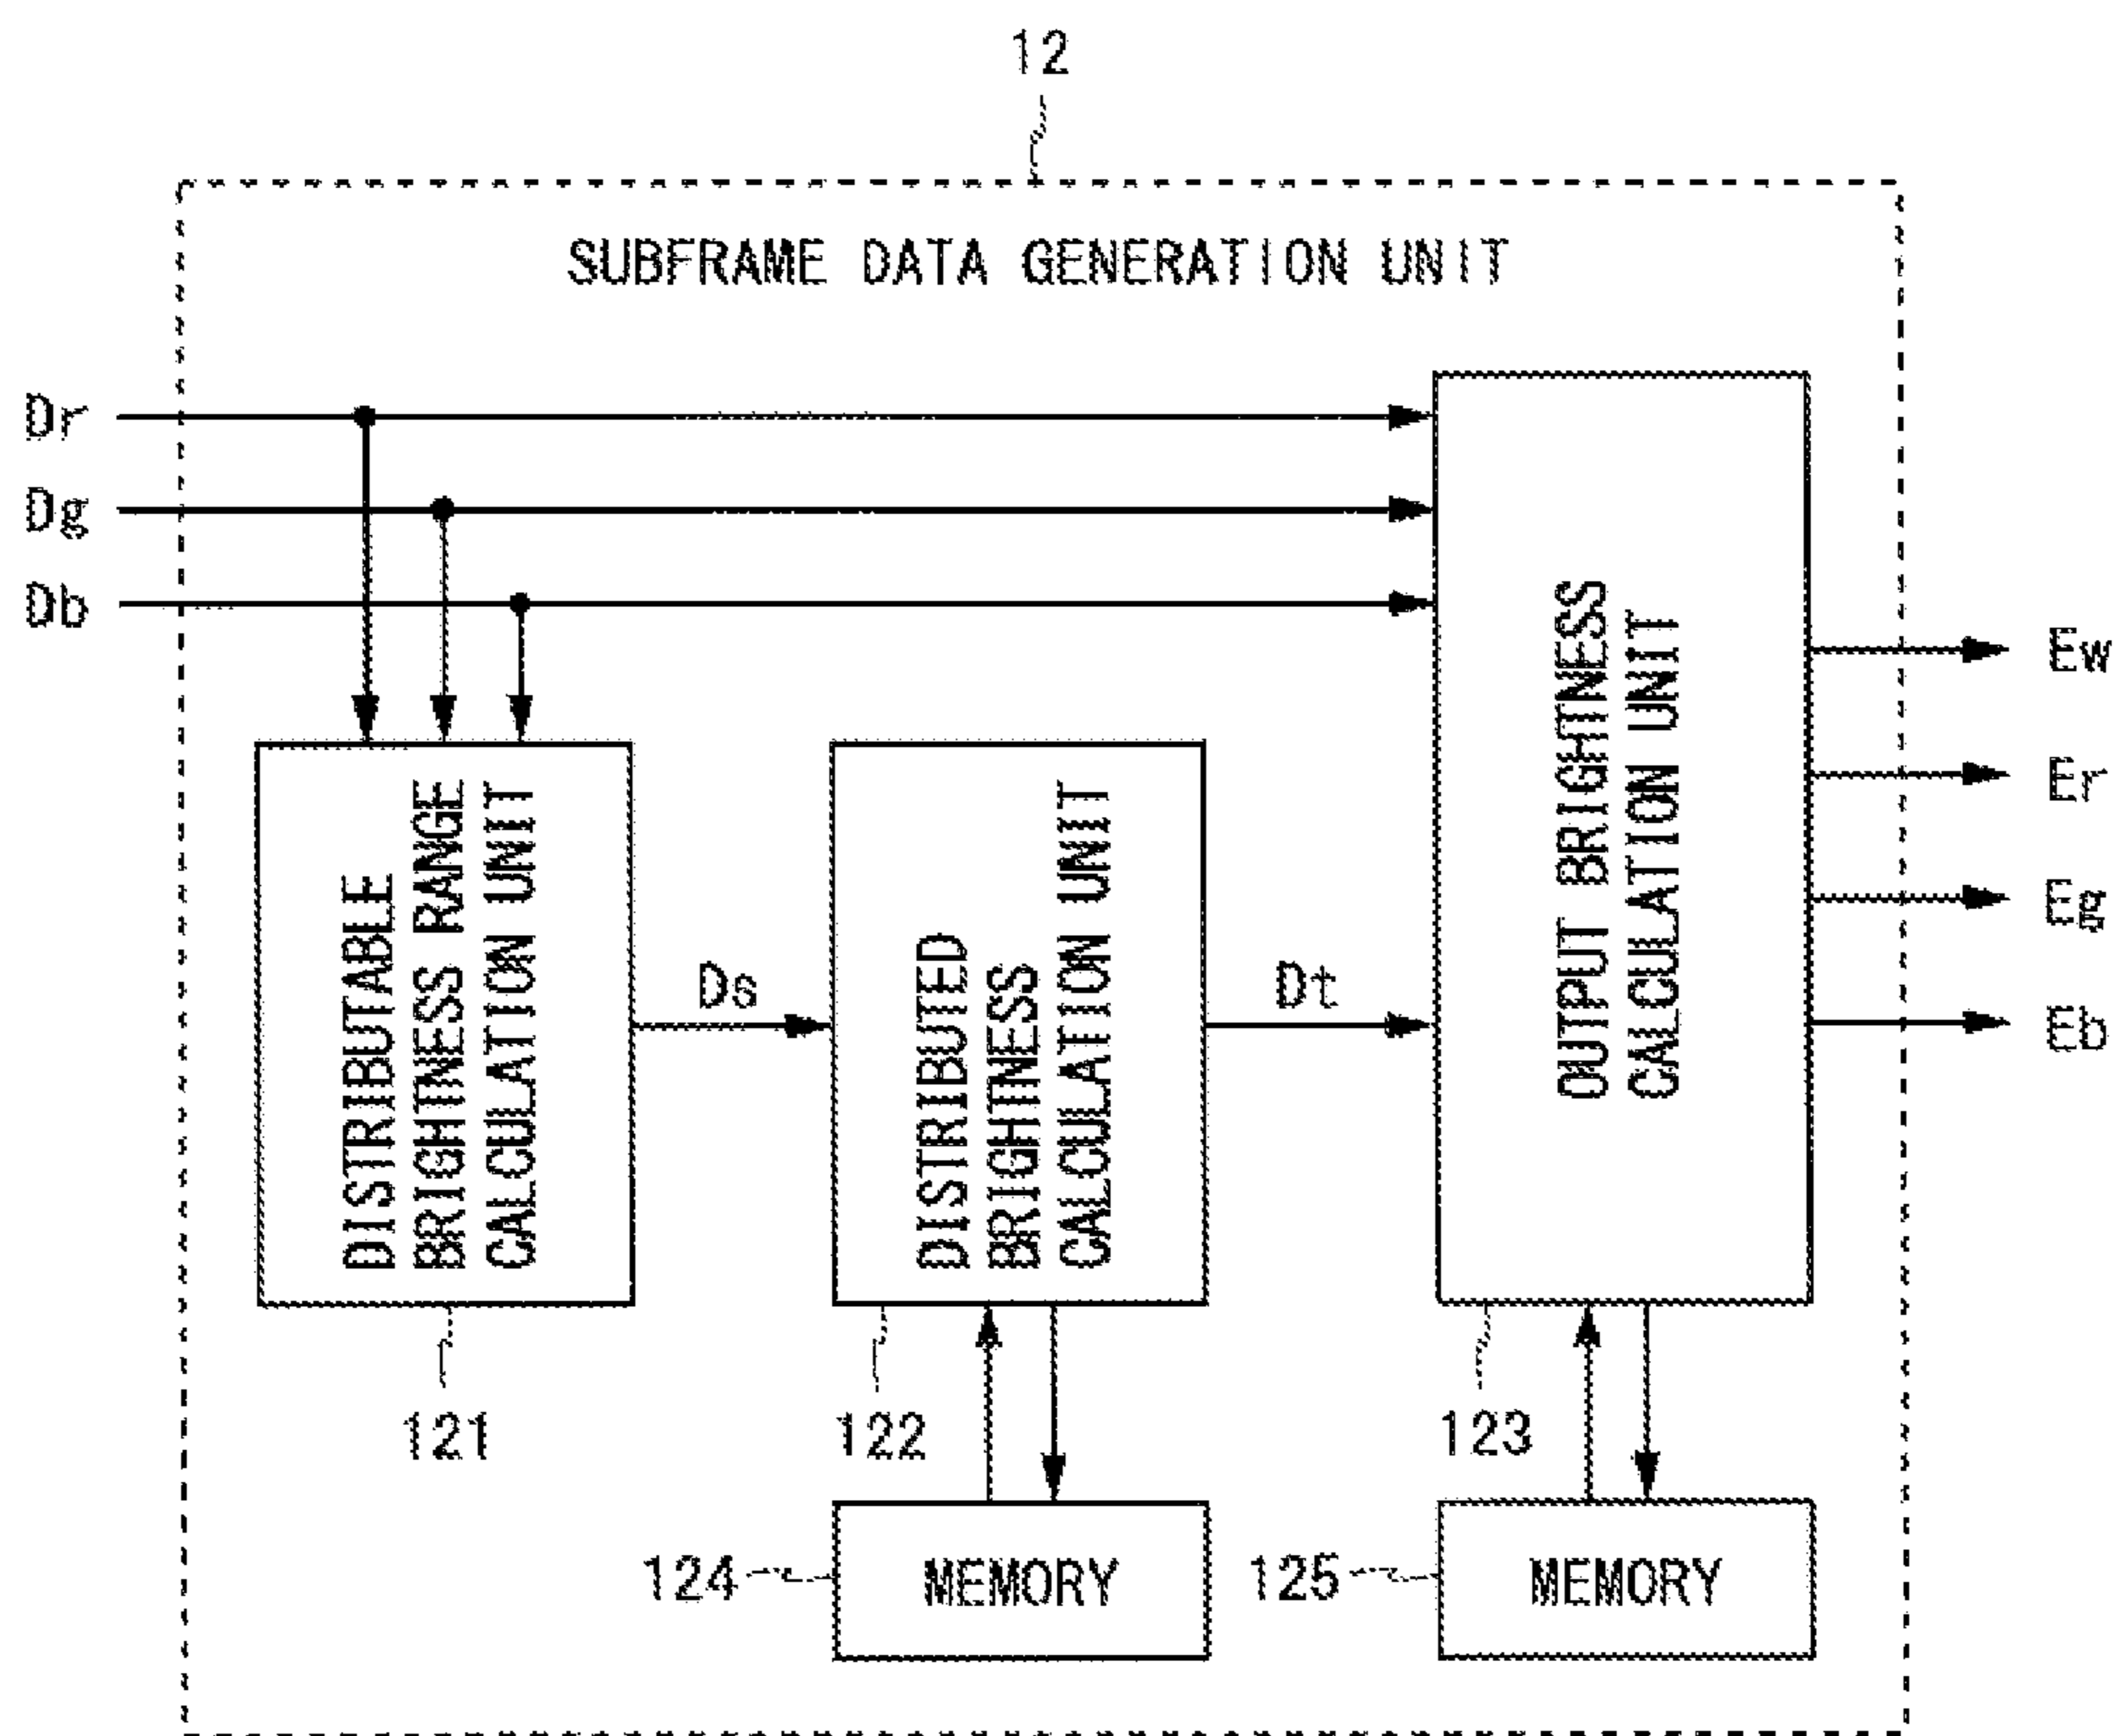 12
SUBFRAME DATA GENERATION UNIT
Dr
Dg
Db
DISTRIBUTABLE
BRIGHTNESS RANGE
CALCULATION UNIT
Ds
DISTRIBUTED
BRIGHTNESS
CALCULATION UNIT
Dt
OUTPUT BRIGHTNESS
CALCULATION UNIT
Ew
Er
Eg
Eb
121
122
123
124
MEMORY
125
MEMORY